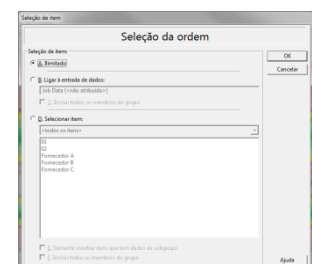 Seleção de item
Seleção da ordem
Seleção de item:
OK
Cancelar
A. Ilimitado
B. Ligar à entrada de dados:
Job Data (<não atribuído>)
C. Incluir todos os membros do grupo
D. Selecionar item:
<todos os itens>
01
02
Fornecedor A
Fornecedor B
Fornecedor C
E. Somente mostrar itens que tem dados do subgrupo
F. Incluir todos os membros do grupo
Ajuda